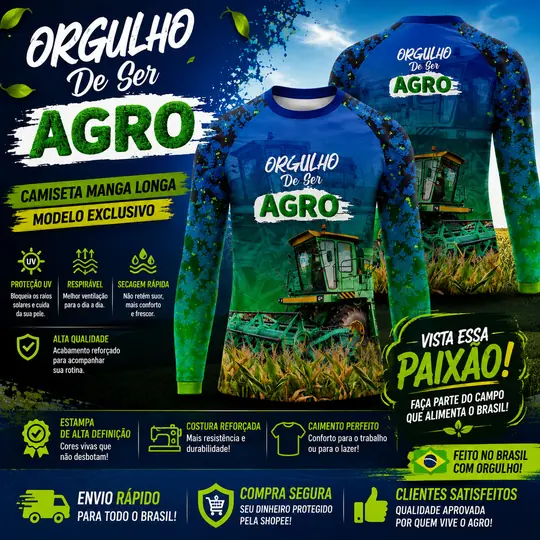 ORGULHO
De Ser
AGRO
CAMISETA MANGA LONGA
MODELO EXCLUSIVO
UV
PROTEÇÃO UV
Bloqueia os raios
solares e cuida
da sua pele.
RESPIRÁVEL
Melhor ventilação
para o dia a dia.
SECAGEM RÁPIDA
Não retém suor,
mais conforto
e frescor.
ALTA QUALIDADE
Acabamento reforçado
para acompanhar
sua rotina.
ORGULHO
De Ser
AGRO
ORGULHO
De Ser
AGRO
VISTA ESSA
PAIXÃO!
FAÇA PARTE DO CAMPO
QUE ALIMENTA O BRASIL!
ESTAMPA
DE ALTA DEFINIÇÃO
Cores vivas que
não desbotam!
COSTURA REFORÇADA
Mais resistência e
durabilidade!
CAIMENTO PERFEITO
Conforto para o trabalho
ou para o lazer!
FEITO NO BRASIL
COM ORGULHO!
ENVIO RÁPIDO
PARA TODO O BRASIL!
COMPRA SEGURA
SEU DINHEIRO PROTEGIDO
PELA SHOPEE!
CLIENTES SATISFEITOS
QUALIDADE APROVADA
POR QUEM VIVE O AGRO!